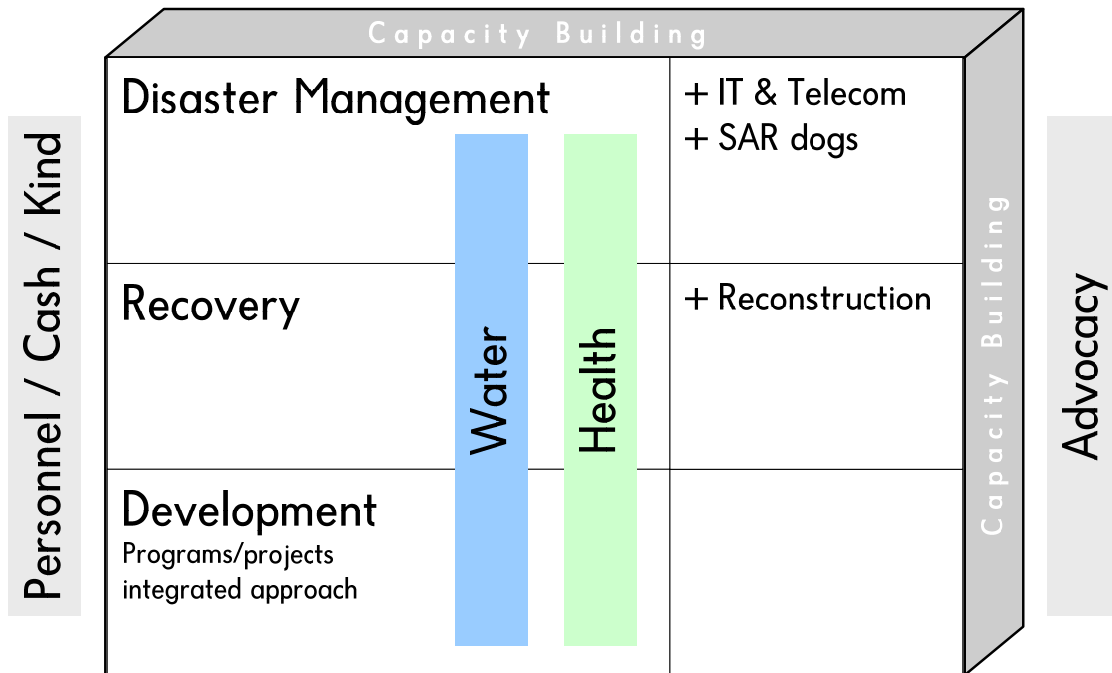 Capacity Building
Disaster Management
+ IT & Telecom
+ SAR dogs
Personnel / Cash / Kind
Recovery
+ Reconstruction
Water
Health
Capacity Building
Advocacy
Development
Programs/projects
integrated approach